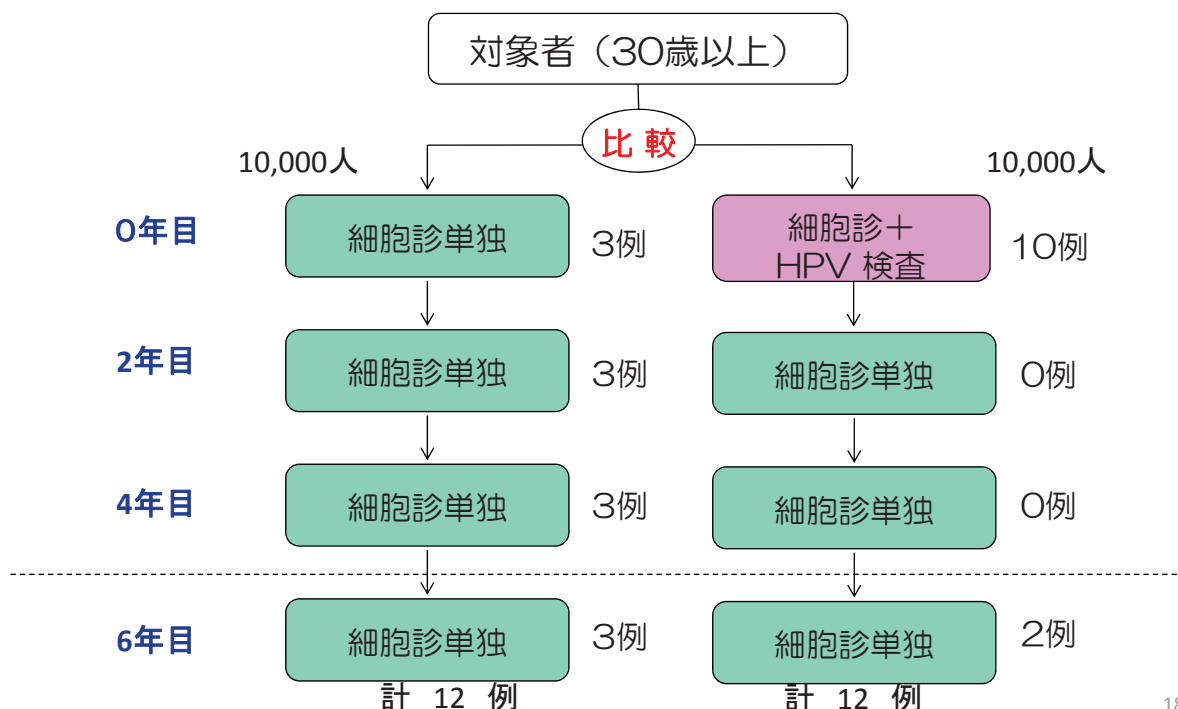 対象者（30歳以上）
比 較
10,000人
10,000人
0年目
細胞診単独
3例
細胞診＋
HPV 検査
10例
2年目
細胞診単独
3例
細胞診単独
0例
4年目
細胞診単独
3例
細胞診単独
0例
6年目
細胞診単独
3例
細胞診単独
2例
計 12 例
計 12 例
18